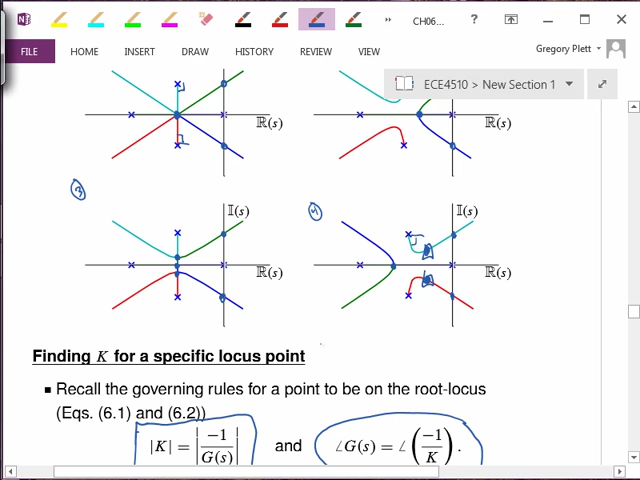 CH06...
?
Gregory Plett
FILE
HOME
INSERT
DRAW
HISTORY
REVIEW
VIEW
ECE4510 > New Section 1
ℝ(s)
ℝ(s)
3
4
𝕀(s)
𝕀(s)
ℝ(s)
ℝ(s)
Finding K for a specific locus point
■ Recall the governing rules for a point to be on the root-locus
(Eqs. (6.1) and (6.2))
|K| = |−1/G(s)| and ∠G(s) = ∠(−1/K).